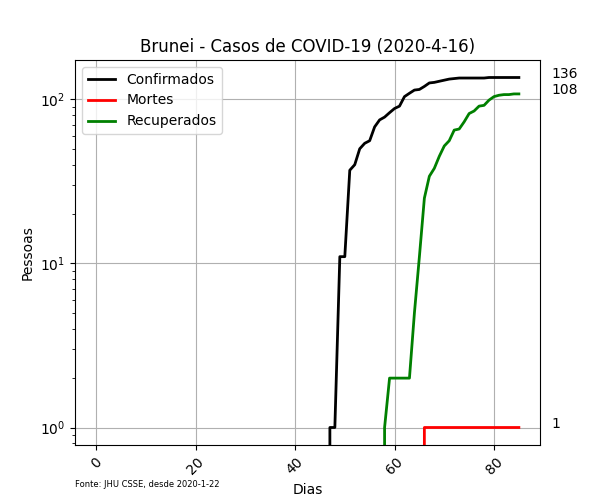 Brunei - Casos de COVID-19 (2020-4-16)
Confirmados
Mortes
Recuperados
136
108
1
10²
10¹
10⁰
Pessoas
0
20
40
60
80
Dias
Fonte: JHU CSSE, desde 2020-1-22